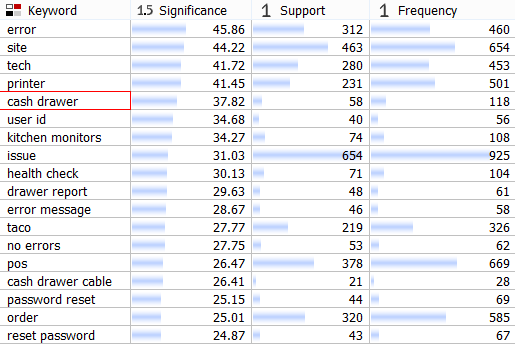 Keyword 1.5 Significance 1 Support 1 Frequency
error 45.86 312 460
site 44.22 463 654
tech 41.72 280 453
printer 41.45 231 501
cash drawer 37.82 58 118
user id 34.68 40 56
kitchen monitors 34.27 74 108
issue 31.03 654 925
health check 30.13 71 104
drawer report 29.63 48 61
error message 28.67 46 58
taco 27.77 219 326
no errors 27.75 53 62
pos 26.47 378 669
cash drawer cable 26.41 21 28
password reset 25.15 44 69
order 25.01 320 585
reset password 24.87 43 67